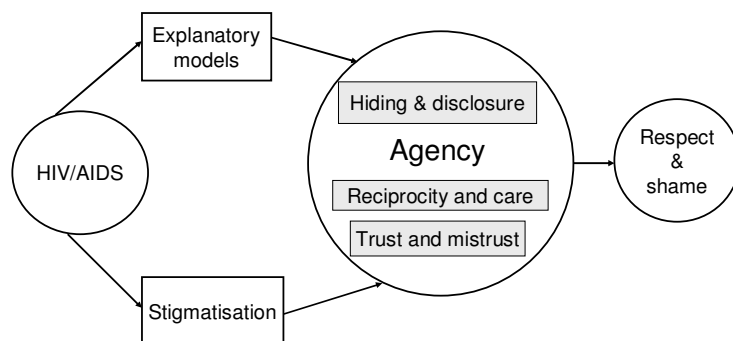 Explanatory
models
Hiding & disclosure
Agency
HIV/AIDS
Respect
&
shame
Reciprocity and care
Trust and mistrust
Stigmatisation